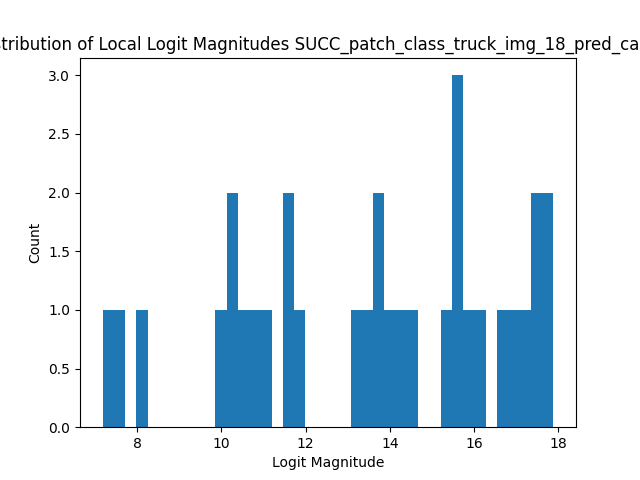 stribution of Local Logit Magnitudes SUCC_patch_class_truck_img_18_pred_ca
3.0
2.5
2.0
1.5
1.0
0.5
0.0
Count
8 10 12 14 16 18
Logit Magnitude